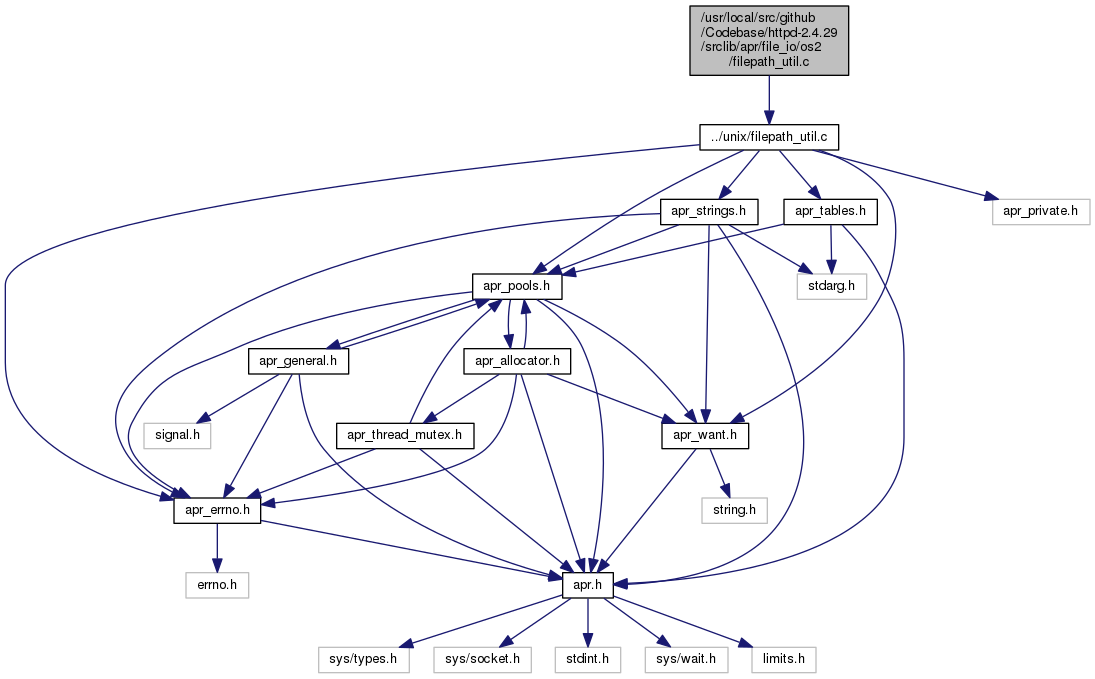 /usr/local/src/github
/Codebase/httpd-2.4.29
/srclib/apr/file_io/os2
/filepath_util.c
../unix/filepath_util.c
apr_strings.h
apr_tables.h
apr_private.h
apr_pools.h
stdarg.h
apr_general.h
apr_allocator.h
signal.h
apr_thread_mutex.h
apr_want.h
apr_errno.h
string.h
errno.h
apr.h
sys/types.h
sys/socket.h
stdint.h
sys/wait.h
limits.h